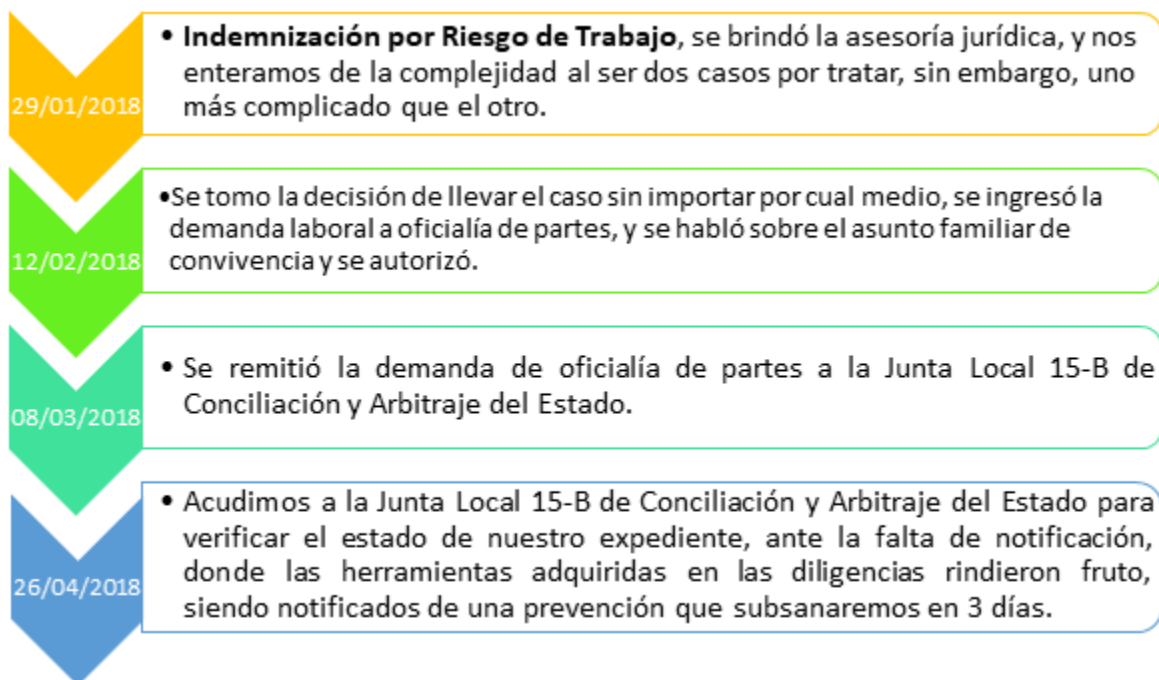 • Indemnización por Riesgo de Trabajo, se brindó la asesoría jurídica, y nos
enteramos de la complejidad al ser dos casos por tratar, sin embargo, uno
más complicado que el otro.
29/01/2018
•Se tomo la decisión de llevar el caso sin importar por cual medio, se ingresó la
demanda laboral a oficialía de partes, y se habló sobre el asunto familiar de
convivencia y se autorizó.
12/02/2018
• Se remitió la demanda de oficialía de partes a la Junta Local 15-B de
Conciliación y Arbitraje del Estado.
08/03/2018
• Acudimos a la Junta Local 15-B de Conciliación y Arbitraje del Estado para
verificar el estado de nuestro expediente, ante la falta de notificación,
donde las herramientas adquiridas en las diligencias rindieron fruto,
siendo notificados de una prevención que subsanaremos en 3 días.
26/04/2018